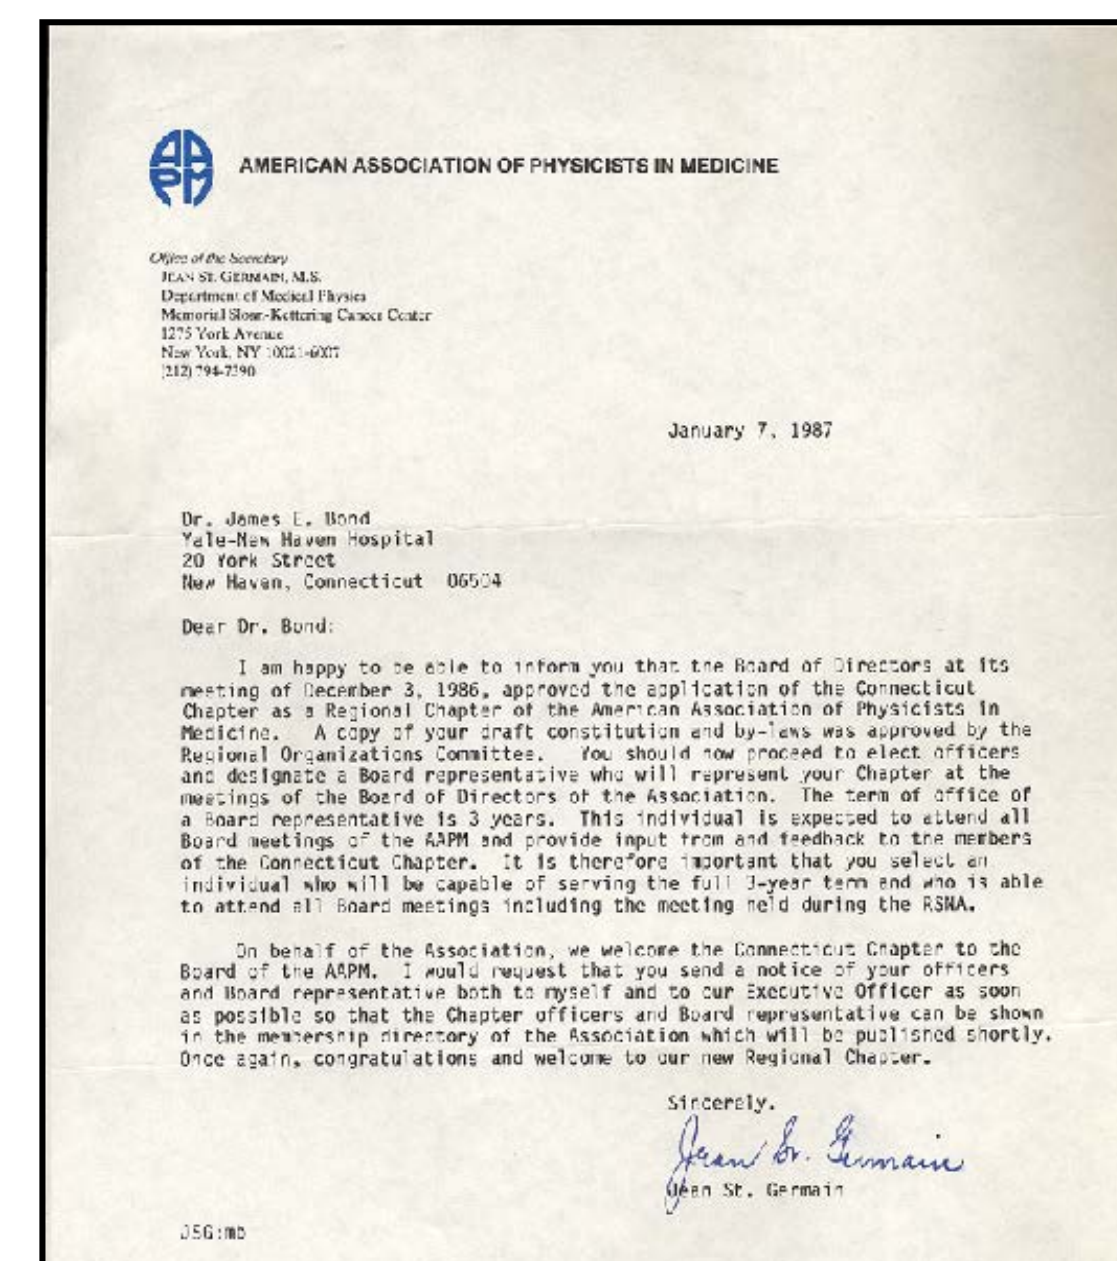 AAPM
AMERICAN ASSOCIATION OF PHYSICISTS IN MEDICINE
Office of the Secretary
JEAN ST. GERMAIN, M.S.
Department of Medical Physics
Memorial Sloan-Kettering Cancer Center
1275 York Avenue
New York, NY 10021-6007
(212) 794-7390
January 7, 1987
Dr. James E. Bond
Yale-New Haven Hospital
20 York Street
New Haven, Connecticut 06504
Dear Dr. Bond:
I am happy to be able to inform you that the Board of Directors at its
meeting of December 3, 1986, approved the application of the Connecticut
Chapter as a Regional Chapter of the American Association of Physicists in
Medicine. A copy of your draft constitution and by-laws was approved by the
Regional Organizations Committee. You should now proceed to elect officers
and designate a Board representative who will represent your Chapter at the
meetings of the Board of Directors of the Association. The term of office of
a Board representative is 3 years. This individual is expected to attend all
Board meetings of the AAPM and provide input from and feedback to the members
of the Connecticut Chapter. It is therefore important that you select an
individual who will be capable of serving the full 3-year term and who is able
to attend all Board meetings including the meeting held during the RSNA.
On behalf of the Association, we welcome the Connecticut Chapter to the
Board of the AAPM. I would request that you send a notice of your officers
and Board representative both to myself and to our Executive Officer as soon
as possible so that the Chapter officers and Board representative can be shown
in the membership directory of the Association which will be published shortly.
Once again, congratulations and welcome to our new Regional Chapter.
Sincerely,
Jean St. Germain
Jean St. Germain
JSG:mb